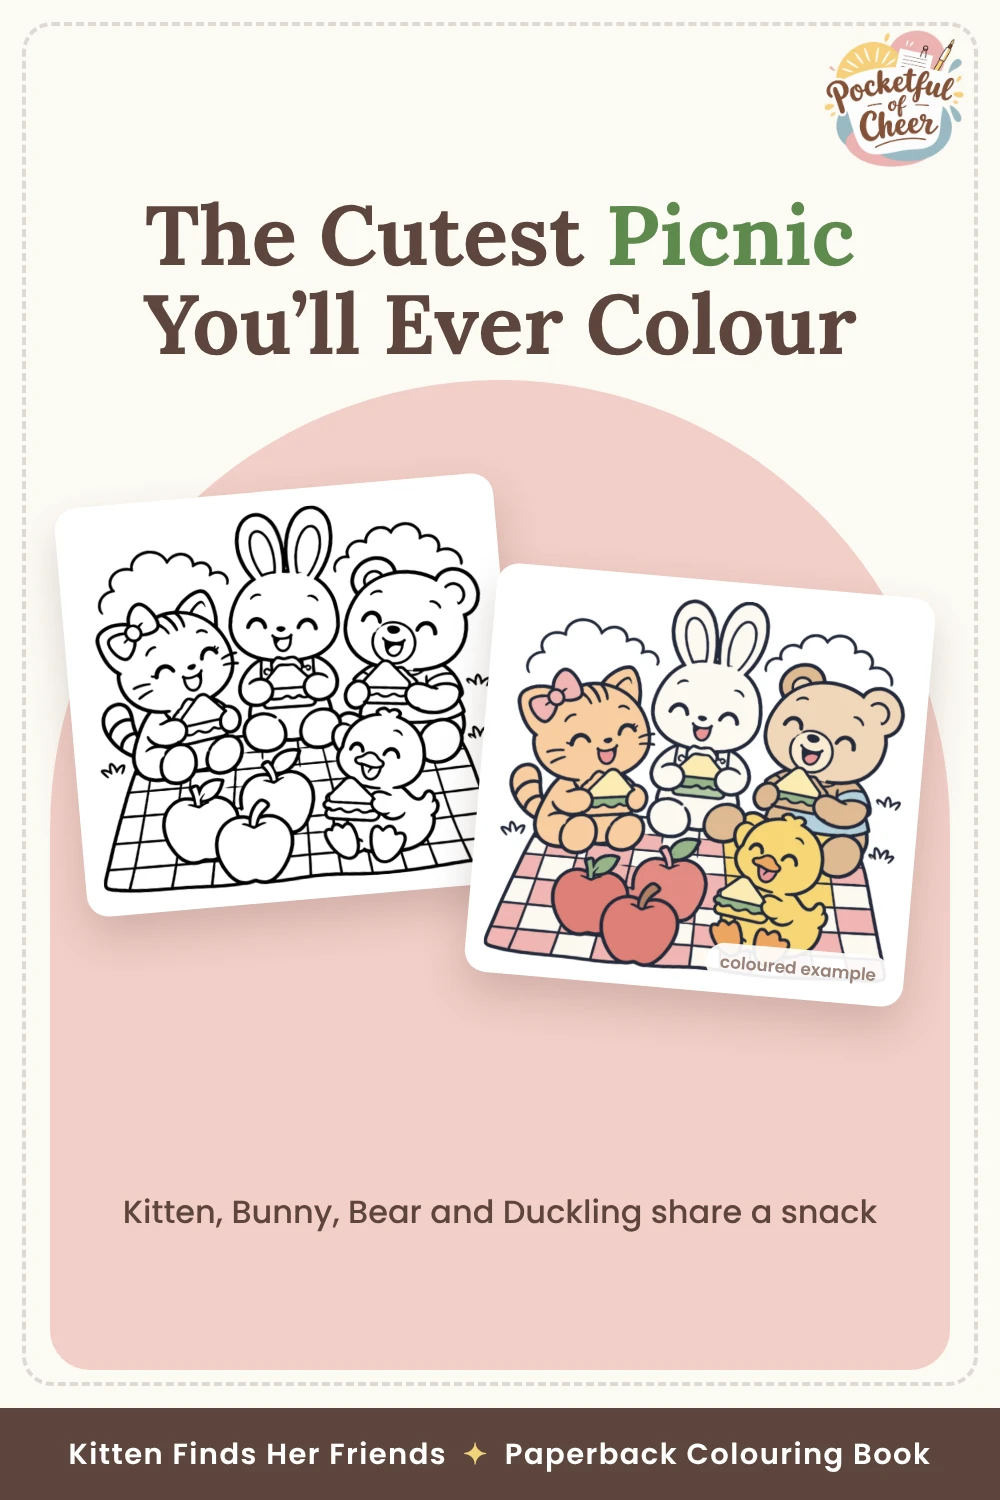 Pocketful
of
Cheer
The Cutest Picnic
You’ll Ever Colour
coloured example
Kitten, Bunny, Bear and Duckling share a snack
Kitten Finds Her Friends ✦ Paperback Colouring Book